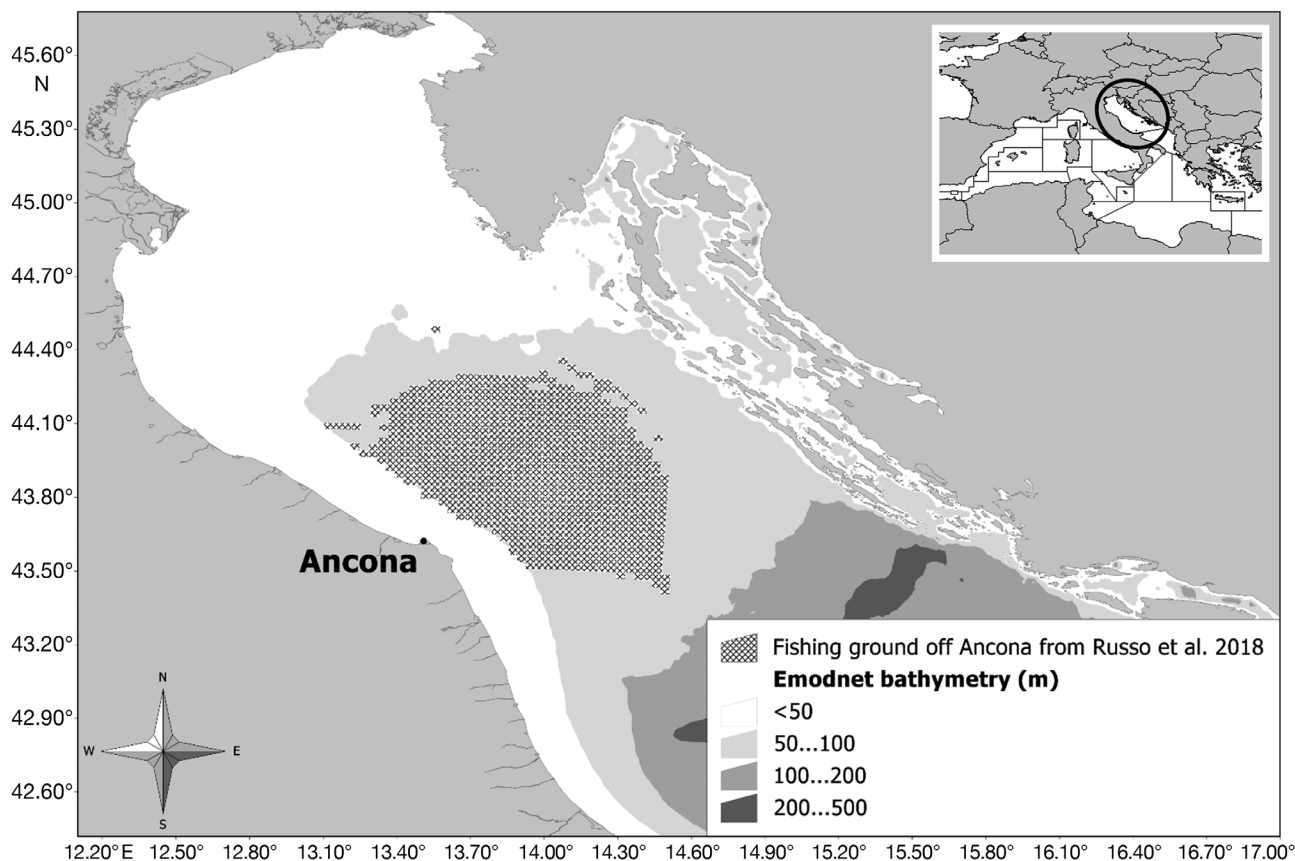 45.60°
N
45.30°
45.00°
44.70°
44.40°
44.10°
43.80°
43.50°
43.20°
42.90°
42.60°
Ancona
N
W
E
S
Fishing ground off Ancona from Russo et al. 2018
Emodnet bathymetry (m)
<50
50...100
100...200
200...500
12.20° E 12.50° 12.80° 13.10° 13.40° 13.70° 14.00° 14.30° 14.60° 14.90° 15.20° 15.50° 15.80° 16.10° 16.40° 16.70° 17.00°